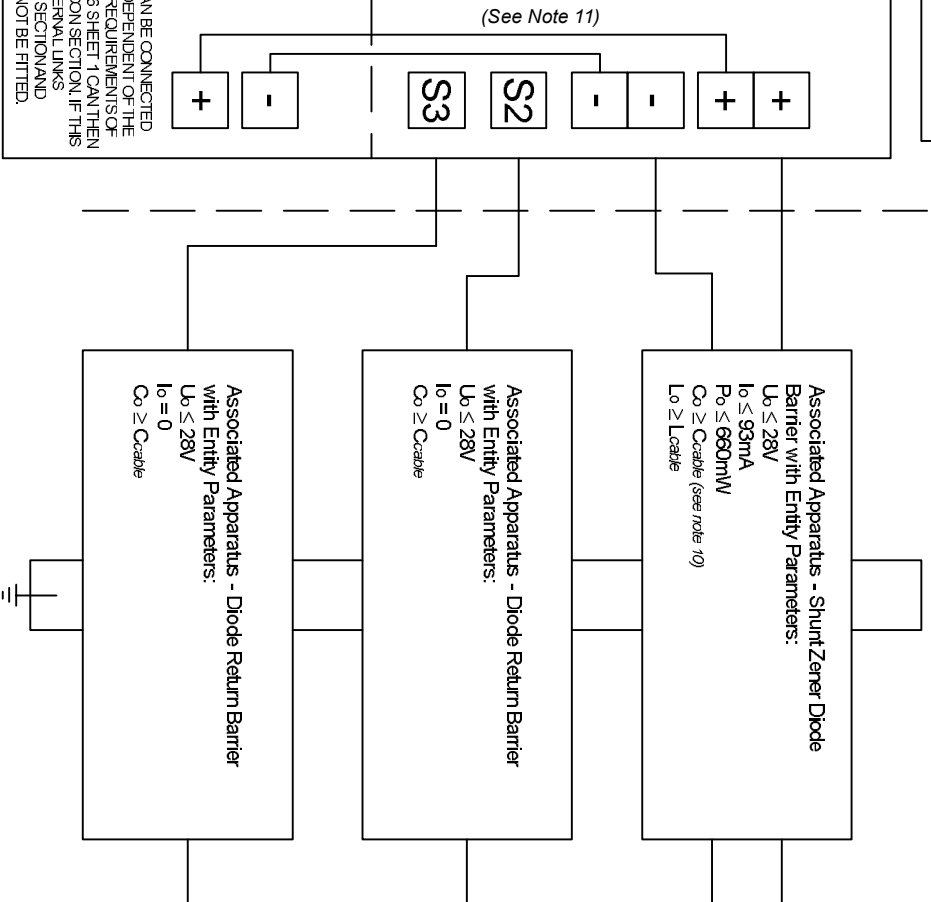 (See Note 11)
AN BE CONNECTED
DEPENDENT OF THE
REQUIREMENTS OF
6 SHEET 1 CAN THEN
CON SECTION. IF THIS
ERNAL LINKS
SECTION AND
NOT BE FITTED.
+
-
S3
S2
-
-
+
+
Associated Apparatus - Diode Return Barrier
with Entity Parameters:
Uo ≤ 28V
Io = 0
Co ≥ Ccable
Associated Apparatus - Diode Return Barrier
with Entity Parameters:
Uo ≤ 28V
Io = 0
Co ≥ Ccable
Associated Apparatus - Shunt Zener Diode
Barrier with Entity Parameters:
Uo ≤ 28V
Io ≤ 93mA
Po ≤ 660mW
Co ≥ Ccable (see note 10)
Lo ≥ Lcable